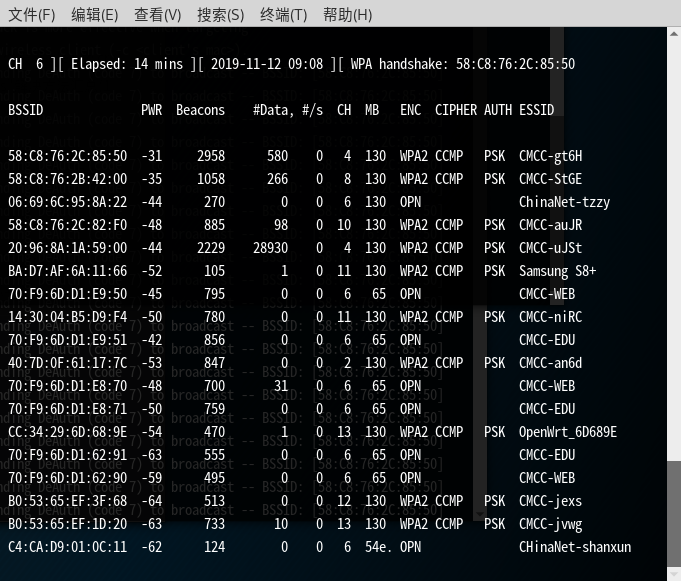 文件(F) 编辑(E) 查看(V) 搜索(S) 终端(T) 帮助(H)
CH 6 ][ Elapsed: 14 mins ][ 2019-11-12 09:08 ][ WPA handshake: 58:C8:76:2C:85:50
BSSID PWR Beacons #Data, #/s CH MB ENC CIPHER AUTH ESSID
58:C8:76:2C:85:50 -31 2958 580 0 4 130 WPA2 CCMP PSK CMCC-gt6H
58:C8:76:2B:42:00 -35 1058 266 0 8 130 WPA2 CCMP PSK CMCC-StGE
06:69:6C:95:8A:22 -44 270 0 0 6 130 OPN ChinaNet-tzzy
58:C8:76:2C:82:F0 -48 885 98 0 10 130 WPA2 CCMP PSK CMCC-auJR
20:96:8A:1A:59:00 -44 2229 28930 0 4 130 WPA2 CCMP PSK CMCC-uJSt
BA:D7:AF:6A:11:66 -52 105 1 0 11 130 WPA2 CCMP PSK Samsung S8+
70:F9:6D:D1:E9:50 -45 795 0 0 6 65 OPN CMCC-WEB
14:30:04:B5:D9:F4 -50 780 0 0 11 130 WPA2 CCMP PSK CMCC-niRC
70:F9:6D:D1:E9:51 -42 856 0 0 6 65 OPN CMCC-EDU
40:7D:0F:61:17:7C -53 847 0 0 2 130 WPA2 CCMP PSK CMCC-an6d
70:F9:6D:D1:E8:70 -48 700 31 0 6 65 OPN CMCC-WEB
70:F9:6D:D1:E8:71 -50 759 0 0 6 65 OPN CMCC-EDU
CC:34:29:6D:68:9E -54 470 1 0 13 130 WPA2 CCMP PSK OpenWrt_6D689E
70:F9:6D:D1:62:91 -63 555 0 0 6 65 OPN CMCC-EDU
70:F9:6D:D1:62:90 -59 495 0 0 6 65 OPN CMCC-WEB
B0:53:65:EF:3F:68 -64 513 0 0 12 130 WPA2 CCMP PSK CMCC-jexs
B0:53:65:EF:1D:20 -63 733 10 0 13 130 WPA2 CCMP PSK CMCC-jvwg
C4:CA:D9:01:0C:11 -62 124 0 0 6 54e. OPN CHinaNet-shanxun